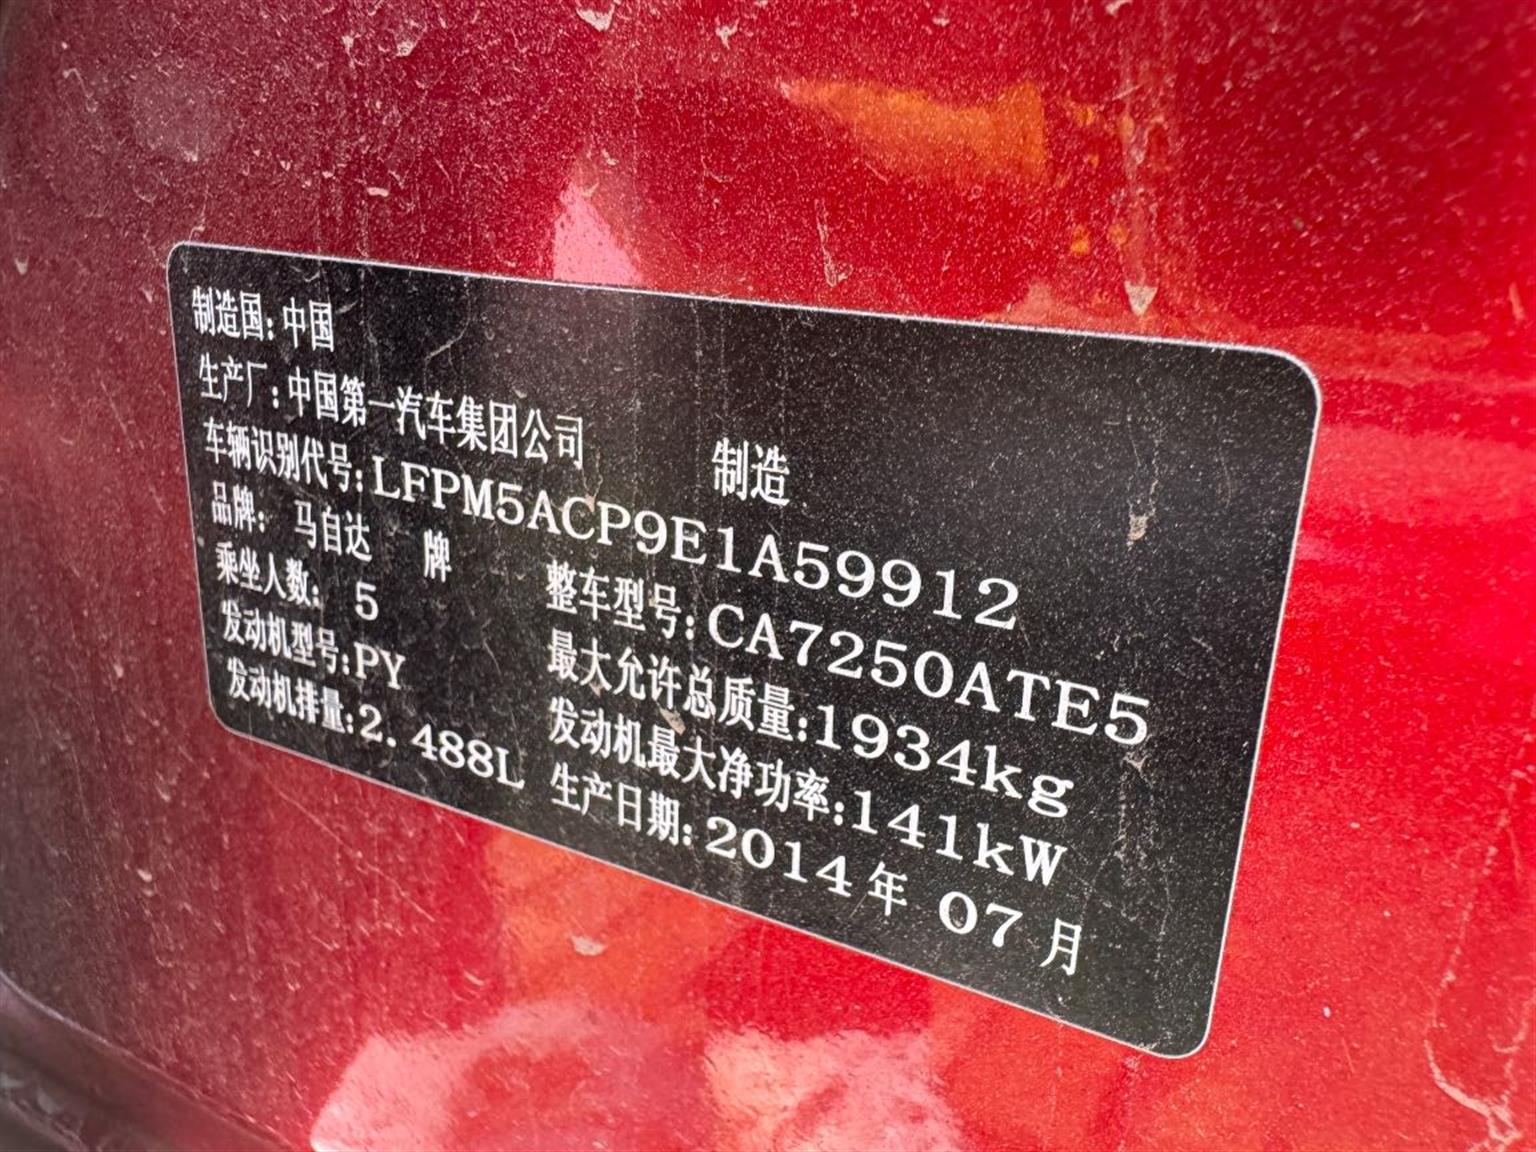 制造国:中国
生产厂:中国第一汽车集团公司 制造
车辆识别代号:LFPM5ACP9E1A59912
品牌: 马自达 牌 整车型号:CA7250ATE5
乘坐人数: 5 最大允许总质量:1934kg
发动机型号:PY 发动机最大净功率:141kW
发动机排量:2.488L 生产日期:2014年 07 月